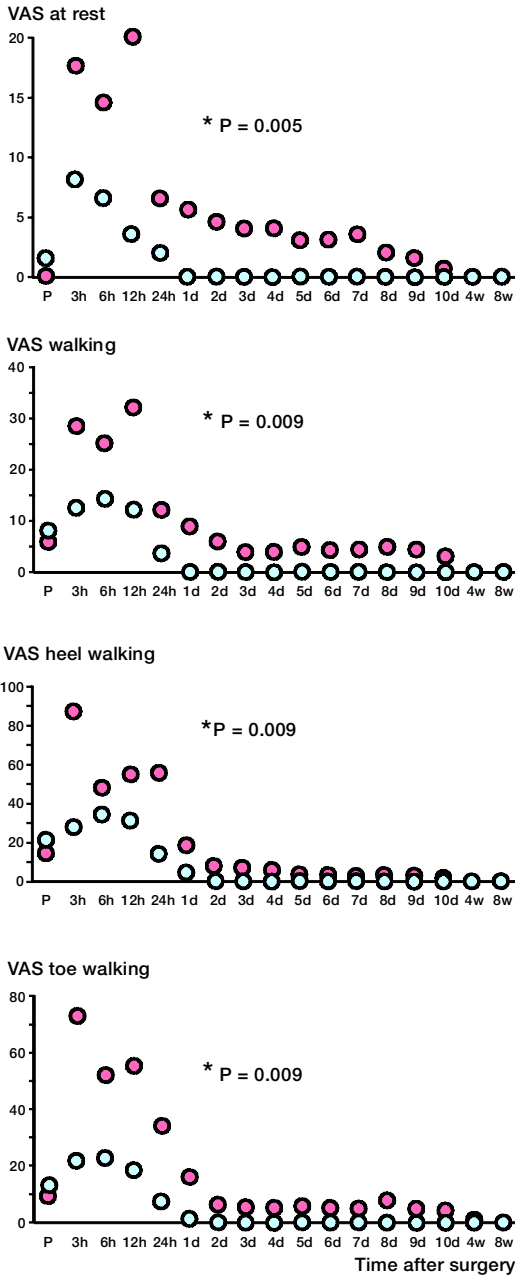 VAS at rest
20
15
10
5
0
* P = 0.005
P 3h 6h 12h 24h 1d 2d 3d 4d 5d 6d 7d 8d 9d 10d 4w 8w
VAS walking
40
30
20
10
0
* P = 0.009
P 3h 6h 12h 24h 1d 2d 3d 4d 5d 6d 7d 8d 9d 10d 4w 8w
VAS heel walking
100
80
60
40
20
0
*P = 0.009
P 3h 6h 12h 24h 1d 2d 3d 4d 5d 6d 7d 8d 9d 10d 4w 8w
VAS toe walking
80
60
40
20
0
* P = 0.009
P 3h 6h 12h 24h 1d 2d 3d 4d 5d 6d 7d 8d 9d 10d 4w 8w
Time after surgery